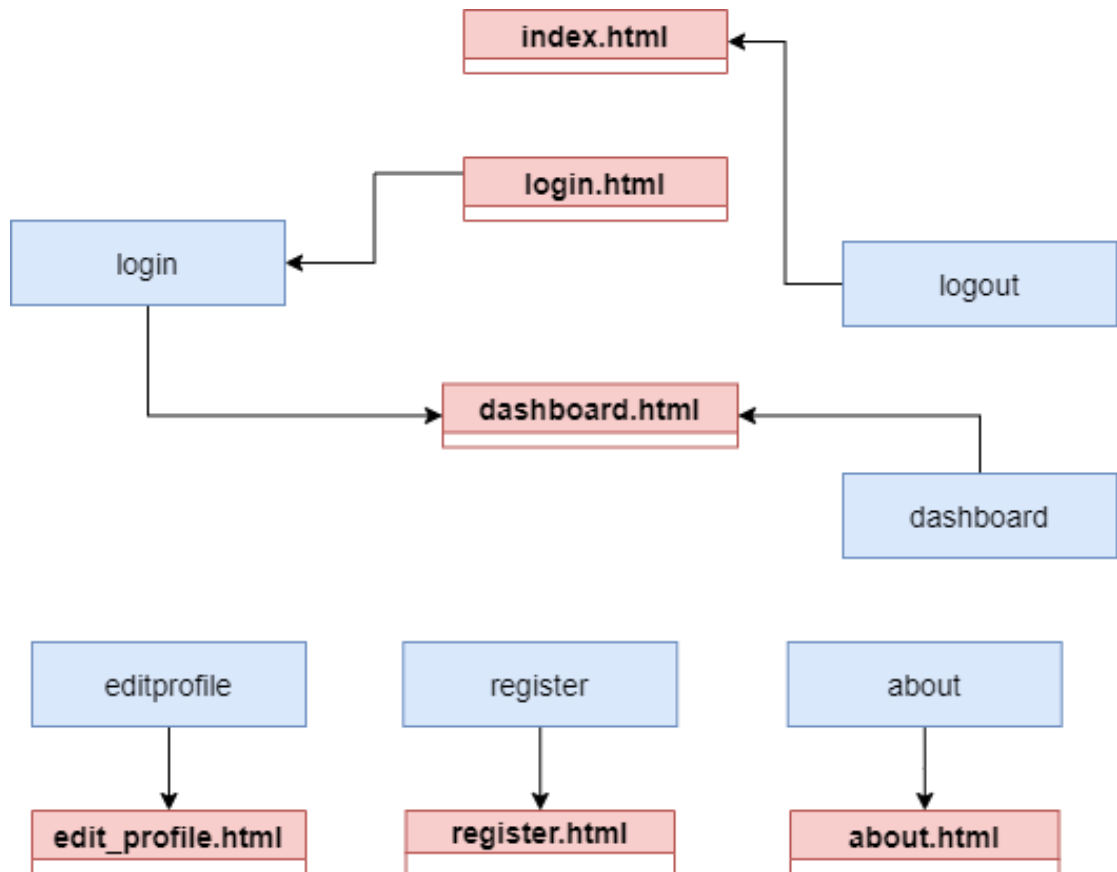 index.html
login.html
login
logout
dashboard.html
dashboard
editprofile
register
about
edit_profile.html
register.html
about.html